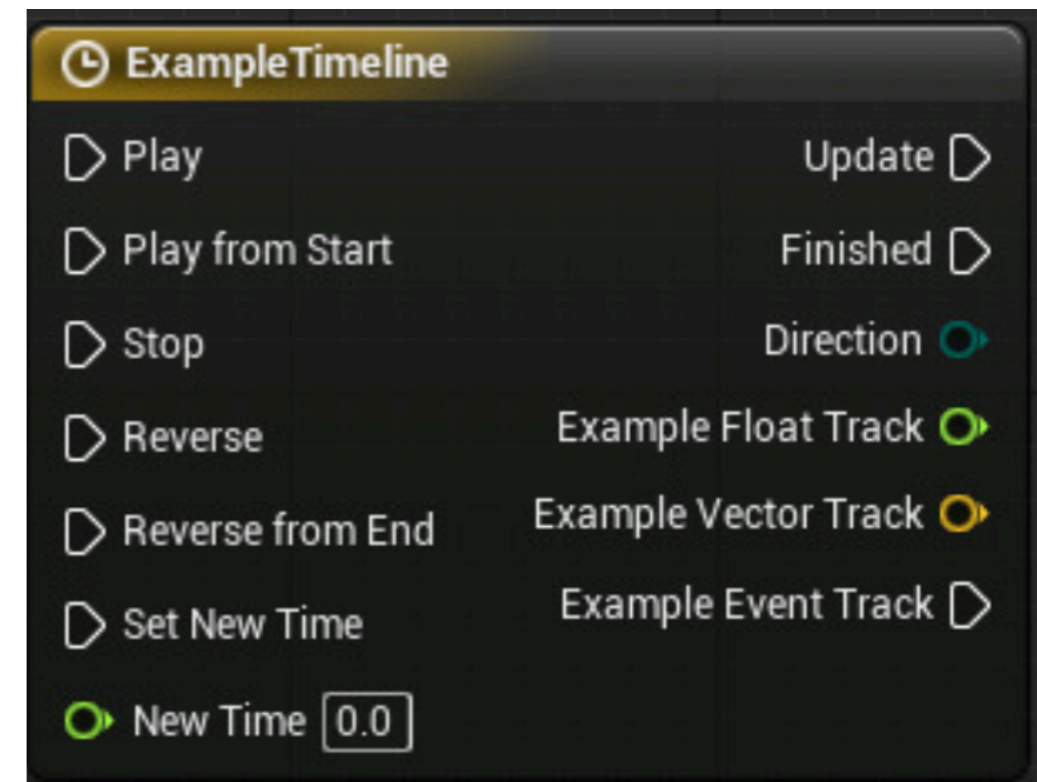 ExampleTimeline
Play
Update
Play from Start
Finished
Stop
Direction
Reverse
Example Float Track
Reverse from End
Example Vector Track
Set New Time
Example Event Track
New Time 0.0